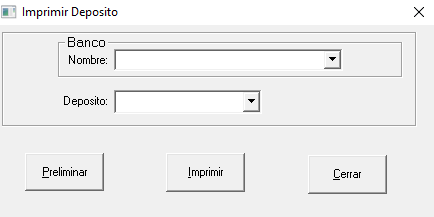 Imprimir Deposito
Banco
Nombre:
Deposito:
Preliminar Imprimir Cerrar